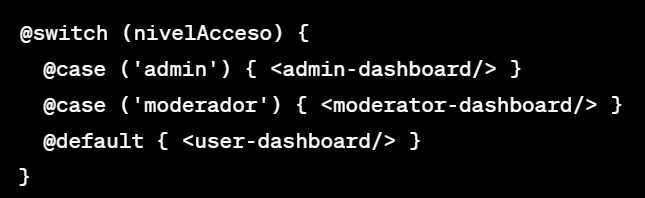 @switch (nivelAcceso) {
  @case ('admin') { <admin-dashboard/> }
  @case ('moderador') { <moderator-dashboard/> }
  @default { <user-dashboard/> }
}